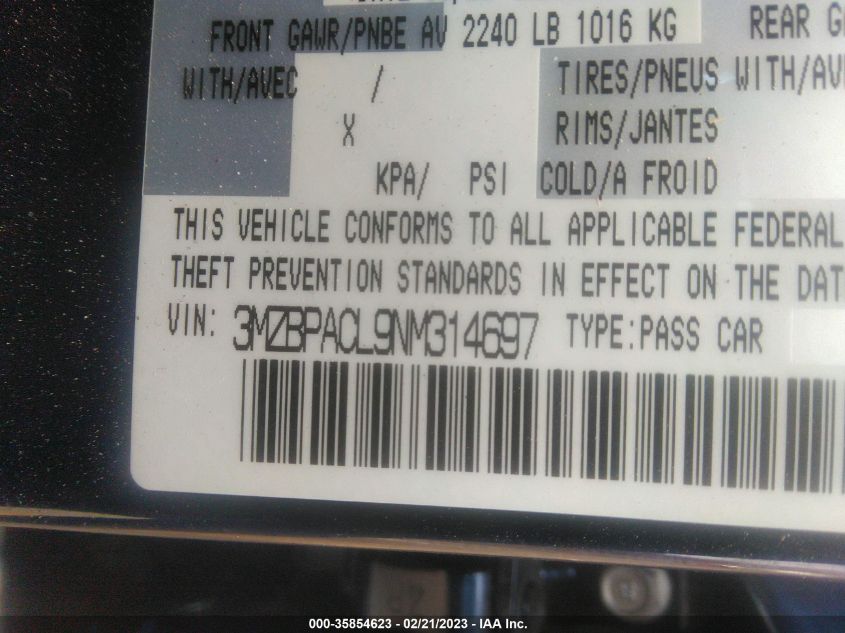 FRONT GAWR/PNBE AV 2240 LB 1016 KG REAR
WITH/AVEC / TIRES/PNEUS WITH/AV
X RIMS/JANTES
KPA/ PSI COLD/A FROID
THIS VEHICLE CONFORMS TO ALL APPLICABLE FEDERAL
THEFT PREVENTION STANDARDS IN EFFECT ON THE DAT
VIN: 3MZBPACL9NM314697 TYPE:PASS CAR
000-35854623 — 02/21/2023 — IAA Inc.